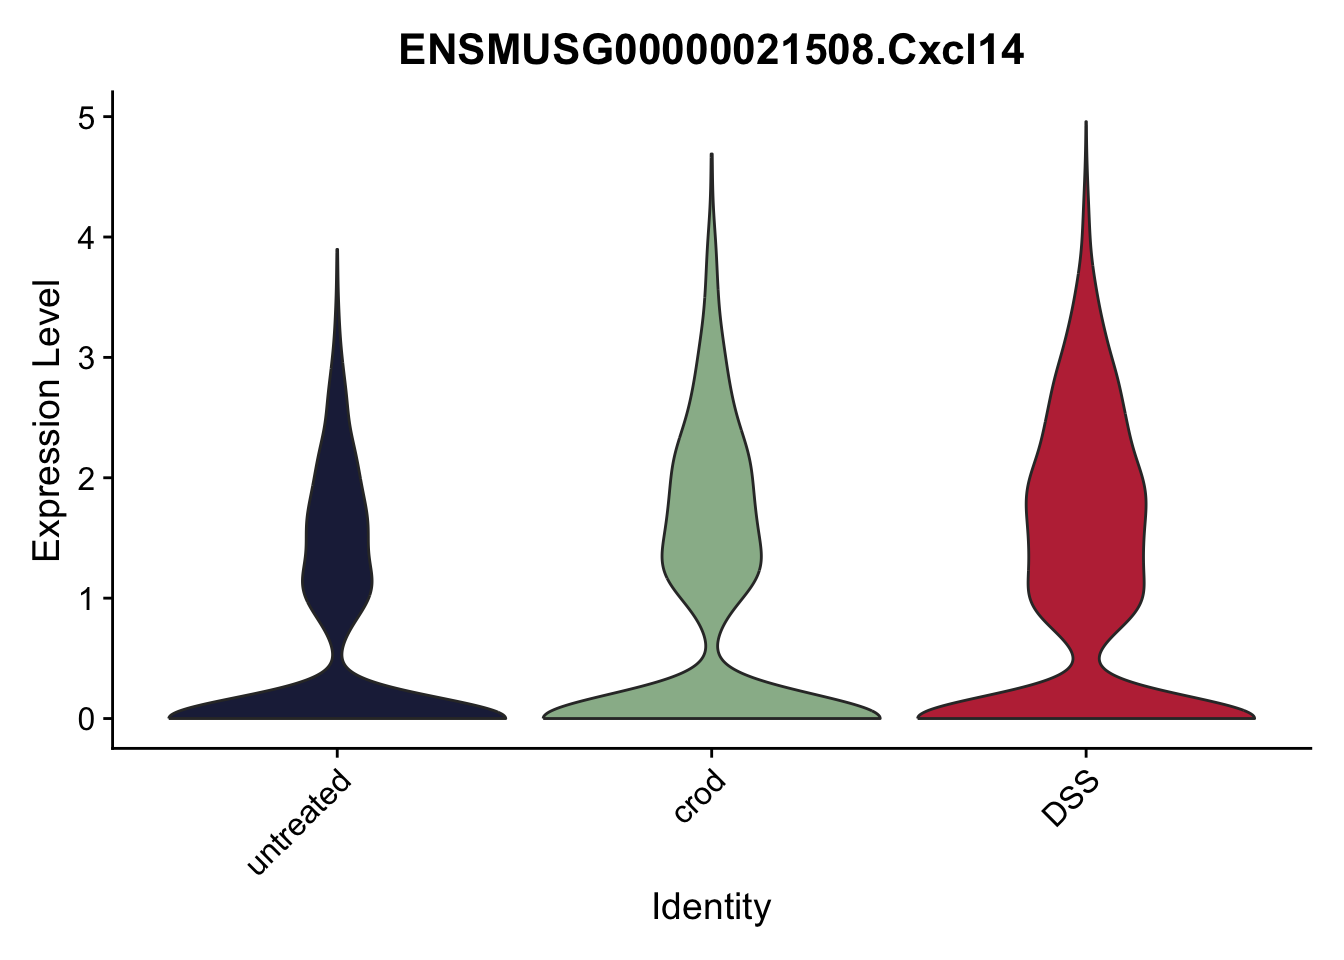 ENSMUSG00000021508.Cxcl14
Expression Level
5
4
3
2
1
0
untreated
crod
DSS
Identity